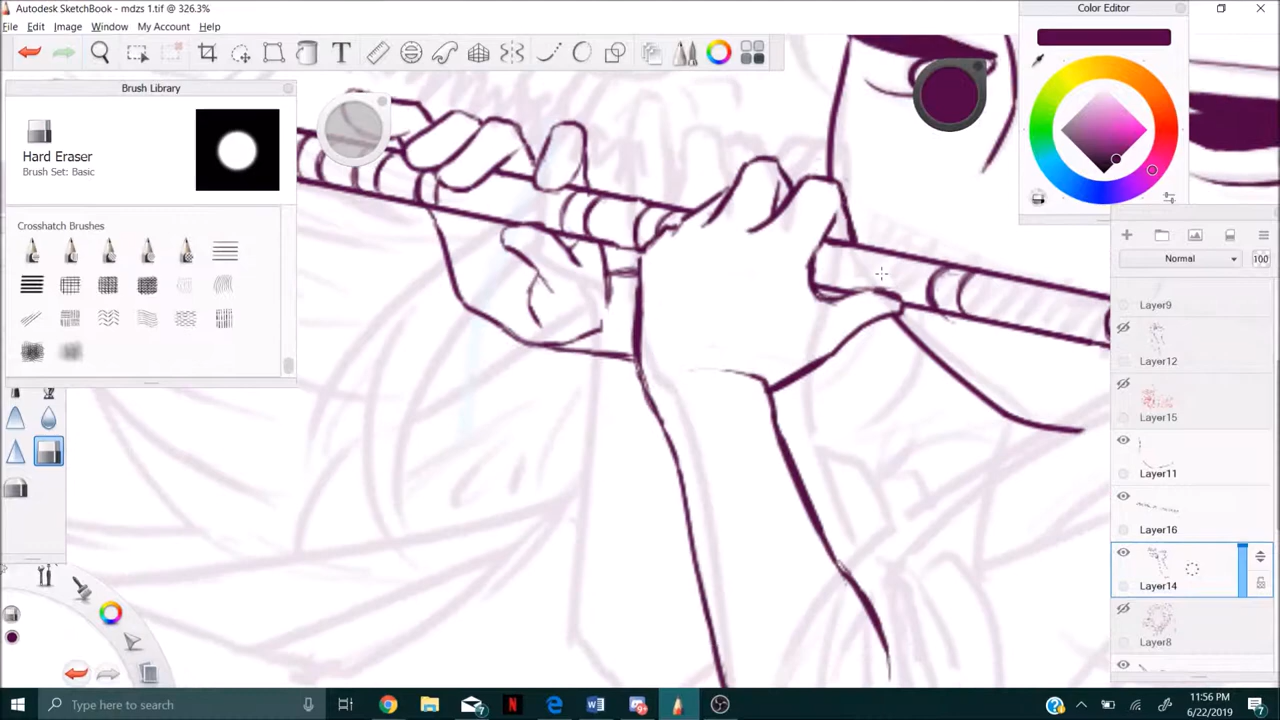 Autodesk SketchBook - mdzs 1.tif @ 326.3%
File Edit Image Window My Account Help
Color Editor
Brush Library
Hard Eraser
Brush Set: Basic
Crosshatch Brushes
Normal 100
Layer9
Layer12
Layer15
Layer11
Layer16
Layer14
Layer8
Type here to search
7
W
11:56 PM
6/22/2019
7